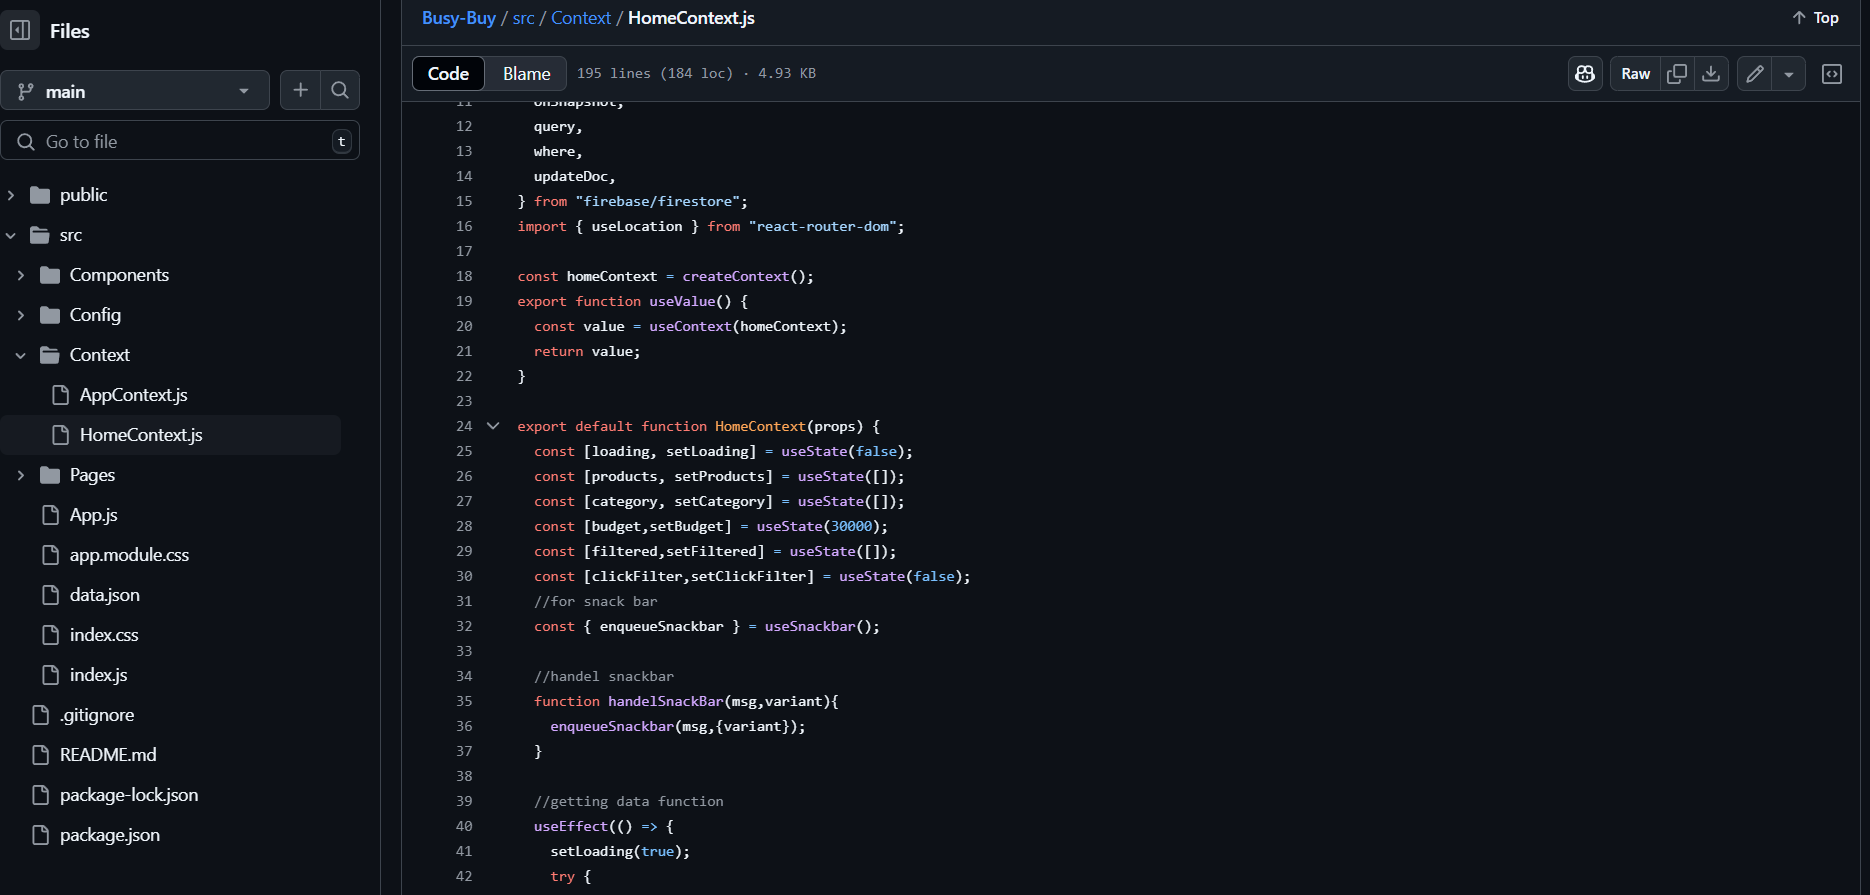 Files
main
Go to file
t
public
src
Components
Config
Context
AppContext.js
HomeContext.js
Pages
App.js
app.module.css
data.json
index.css
index.js
.gitignore
README.md
package-lock.json
package.json
Busy-Buy / src / Context / HomeContext.js
Top
Code Blame 195 lines (184 loc) · 4.93 KB
Raw
11 onSnapshot,
12 query,
13 where,
14 updateDoc,
15 } from "firebase/firestore";
16 import { useLocation } from "react-router-dom";
17
18 const homeContext = createContext();
19 export function useValue() {
20 const value = useContext(homeContext);
21 return value;
22 }
23
24 export default function HomeContext(props) {
25 const [loading, setLoading] = useState(false);
26 const [products, setProducts] = useState([]);
27 const [category, setCategory] = useState([]);
28 const [budget,setBudget] = useState(30000);
29 const [filtered,setFiltered] = useState([]);
30 const [clickFilter,setClickFilter] = useState(false);
31 //for snack bar
32 const { enqueueSnackbar } = useSnackbar();
33
34 //handel snackbar
35 function handelSnackBar(msg,variant){
36 enqueueSnackbar(msg,{variant});
37 }
38
39 //getting data function
40 useEffect(() => {
41 setLoading(true);
42 try {